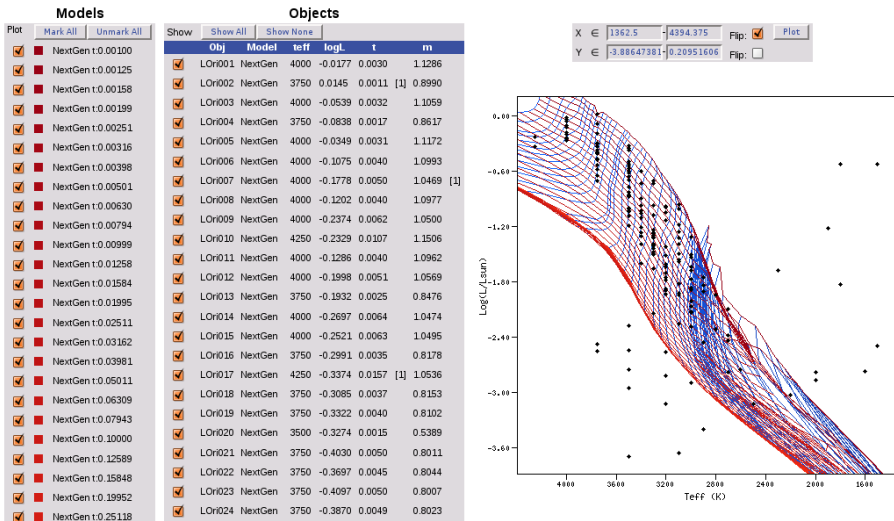 Models
Plot Mark All Unmark All
NextGen t:0.00100
NextGen t:0.00125
NextGen t:0.00158
NextGen t:0.00199
NextGen t:0.00251
NextGen t:0.00316
NextGen t:0.00398
NextGen t:0.00501
NextGen t:0.00630
NextGen t:0.00794
NextGen t:0.00999
NextGen t:0.01258
NextGen t:0.01584
NextGen t:0.01995
NextGen t:0.02511
NextGen t:0.03162
NextGen t:0.03981
NextGen t:0.05011
NextGen t:0.06309
NextGen t:0.07943
NextGen t:0.10000
NextGen t:0.12589
NextGen t:0.15848
NextGen t:0.19952
NextGen t:0.25118
Objects
Show Show All Show None
Obj Model teff logL t m
LOri001 NextGen 4000 -0.0177 0.0030 1.1286
LOri002 NextGen 3750 0.0145 0.0011 [1] 0.8990
LOri003 NextGen 4000 -0.0539 0.0032 1.1059
LOri004 NextGen 3750 -0.0838 0.0017 0.8617
LOri005 NextGen 4000 -0.0349 0.0031 1.1172
LOri006 NextGen 4000 -0.1075 0.0040 1.0993
LOri007 NextGen 4000 -0.1778 0.0050 1.0469 [1]
LOri008 NextGen 4000 -0.1202 0.0040 1.0977
LOri009 NextGen 4000 -0.2374 0.0062 1.0500
LOri010 NextGen 4250 -0.2329 0.0107 1.1506
LOri011 NextGen 4000 -0.1286 0.0040 1.0962
LOri012 NextGen 4000 -0.1998 0.0051 1.0569
LOri013 NextGen 3750 -0.1932 0.0025 0.8476
LOri014 NextGen 4000 -0.2697 0.0064 1.0474
LOri015 NextGen 4000 -0.2521 0.0063 1.0495
LOri016 NextGen 3750 -0.2991 0.0035 0.8178
LOri017 NextGen 4250 -0.3374 0.0157 [1] 1.0536
LOri018 NextGen 3750 -0.3085 0.0037 0.8153
LOri019 NextGen 3750 -0.3322 0.0040 0.8102
LOri020 NextGen 3500 -0.3274 0.0015 0.5389
LOri021 NextGen 3750 -0.4030 0.0050 0.8011
LOri022 NextGen 3750 -0.3697 0.0045 0.8044
LOri023 NextGen 3750 -0.4097 0.0050 0.8007
LOri024 NextGen 3750 -0.3870 0.0049 0.8023
X ∈ 1362.5 - 4394.375 Flip: Plot
Y ∈ -3.88647381 - 0.20951606 Flip:
0.00
-0.60
-1.20
-1.80
-2.40
-3.00
-3.60
Log(L/Lsun)
4000 3600 3200 2800 2400 2000 1600
Teff (K)